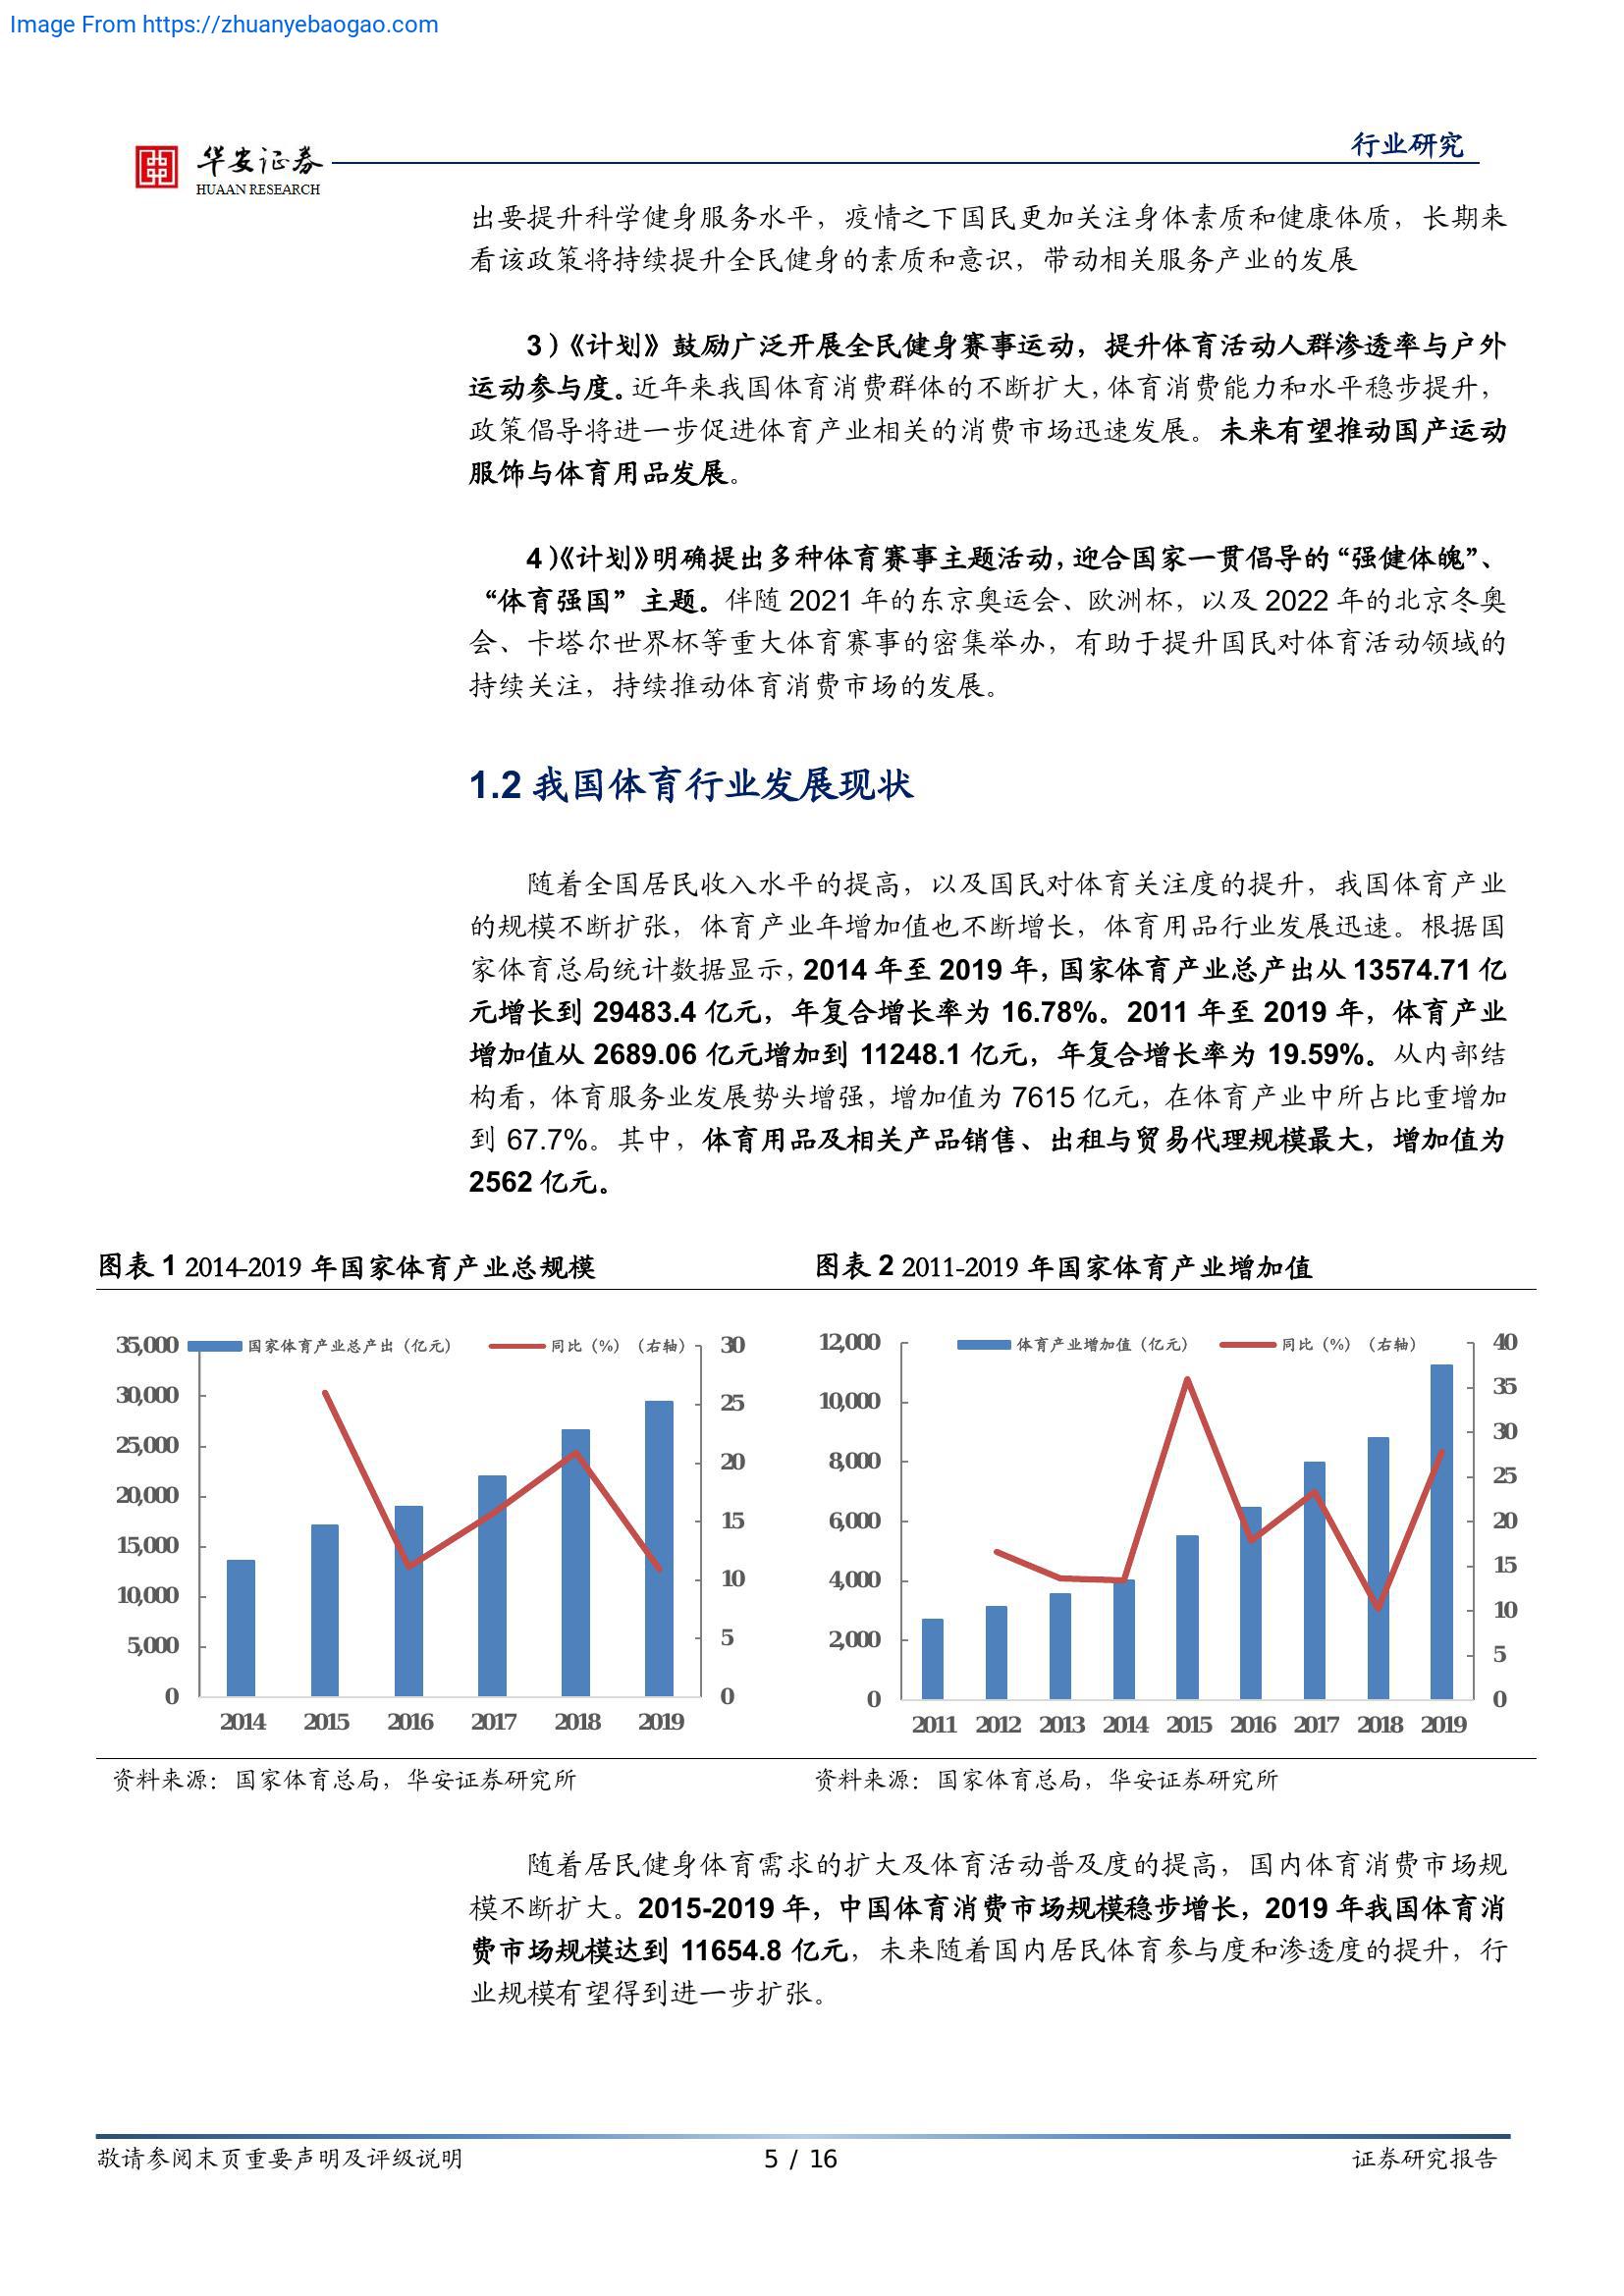 Image From https://zhuanyebaogao.com
华安证券
HUAAN RESEARCH
行业研究
出要提升科学健身服务水平，疫情之下国民更加关注身体素质和健康体质，长期来
看该政策将持续提升全民健身的素质和意识，带动相关服务产业的发展
3）《计划》鼓励广泛开展全民健身赛事运动，提升体育活动人群渗透率与户外
运动参与度。近年来我国体育消费群体的不断扩大，体育消费能力和水平稳步提升，
政策倡导将进一步促进体育产业相关的消费市场迅速发展。未来有望推动国产运动
服饰与体育用品发展。
4）《计划》明确提出多种体育赛事主题活动，迎合国家一贯倡导的“强健体魄”、
“体育强国”主题。伴随 2021 年的东京奥运会、欧洲杯，以及 2022 年的北京冬奥
会、卡塔尔世界杯等重大体育赛事的密集举办，有助于提升国民对体育活动领域的
持续关注，持续推动体育消费市场的发展。
1.2 我国体育行业发展现状
随着全国居民收入水平的提高，以及国民对体育关注度的提升，我国体育产业
的规模不断扩张，体育产业年增加值也不断增长，体育用品行业发展迅速。根据国
家体育总局统计数据显示，2014 年至 2019 年，国家体育产业总产出从 13574.71 亿
元增长到 29483.4 亿元，年复合增长率为 16.78%。2011 年至 2019 年，体育产业
增加值从 2689.06 亿元增加到 11248.1 亿元，年复合增长率为 19.59%。从内部结
构看，体育服务业发展势头增强，增加值为 7615 亿元，在体育产业中所占比重增加
到 67.7%。其中，体育用品及相关产品销售、出租与贸易代理规模最大，增加值为
2562 亿元。
图表 1 2014-2019 年国家体育产业总规模
35,000
30,000
25,000
20,000
15,000
10,000
5,000
0
国家体育产业总产出（亿元）
同比（%）（右轴）
30
25
20
15
10
5
0
2014 2015 2016 2017 2018 2019
资料来源：国家体育总局，华安证券研究所
图表 2 2011-2019 年国家体育产业增加值
12,000
10,000
8,000
6,000
4,000
2,000
0
体育产业增加值（亿元）
同比（%）（右轴）
40
35
30
25
20
15
10
5
0
2011 2012 2013 2014 2015 2016 2017 2018 2019
资料来源：国家体育总局，华安证券研究所
随着居民健身体育需求的扩大及体育活动普及度的提高，国内体育消费市场规
模不断扩大。2015-2019 年，中国体育消费市场规模稳步增长，2019 年我国体育消
费市场规模达到 11654.8 亿元，未来随着国内居民体育参与度和渗透度的提升，行
业规模有望得到进一步扩张。
敬请参阅末页重要声明及评级说明
5 / 16
证券研究报告